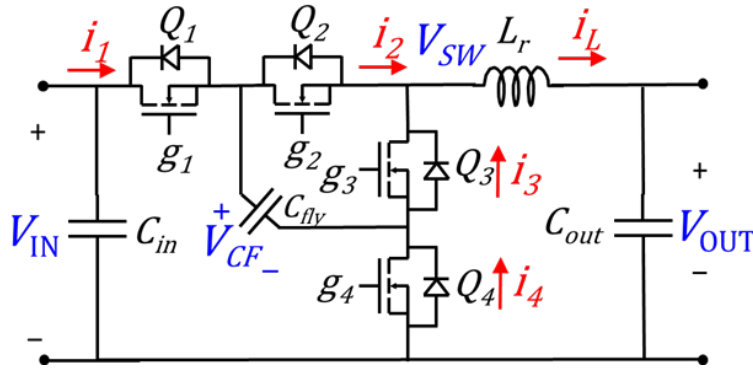 i1 Q1 Q2 i2 VSW Lr iL
+ g1 g2 +
g3 Q3 i3
VIN Cin + VCF - Cfly Cout VOUT
g4 Q4 i4
- -